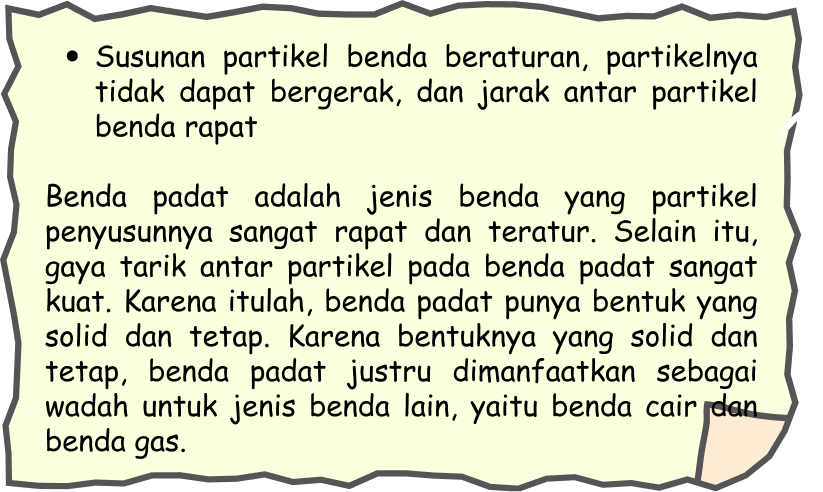 • Susunan partikel benda beraturan, partikelnya
tidak dapat bergerak, dan jarak antar partikel
benda rapat
Benda padat adalah jenis benda yang partikel
penyusunnya sangat rapat dan teratur. Selain itu,
gaya tarik antar partikel pada benda padat sangat
kuat. Karena itulah, benda padat punya bentuk yang
solid dan tetap. Karena bentuknya yang solid dan
tetap, benda padat justru dimanfaatkan sebagai
wadah untuk jenis benda lain, yaitu benda cair dan
benda gas.